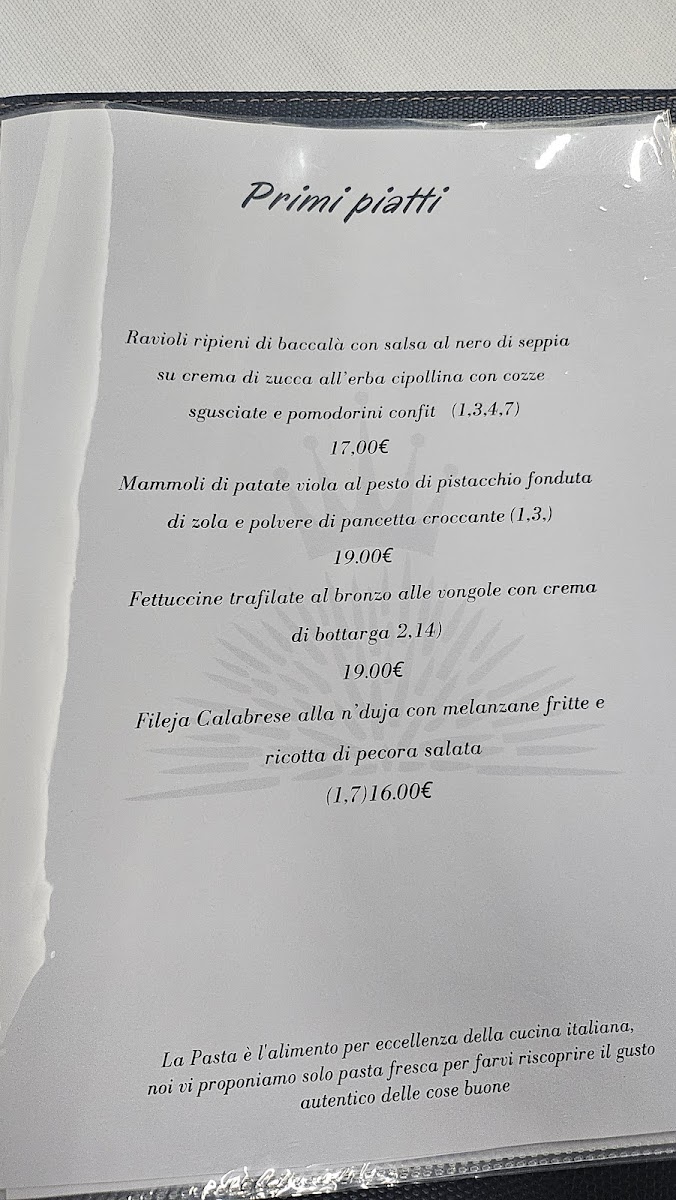 Primi piatti
Ravioli ripieni di baccalà con salsa al nero di seppia
su crema di zucca all'erba cipollina con cozze
sgusciate e pomodorini confit (1,3,4,7)
17,00€
Mammoli di patate viola al pesto di pistacchio fonduta
di zola e polvere di pancetta croccante (1,3,)
19.00€
Fettuccine trafilate al bronzo alle vongole con crema
di bottarga 2,14)
19.00€
Fileja Calabrese alla n'duja con melanzane fritte e
ricotta di pecora salata
(1,7)16.00€
La Pasta è l'alimento per eccellenza della cucina italiana,
noi vi proponiamo solo pasta fresca per farvi riscoprire il gusto
autentico delle cose buone